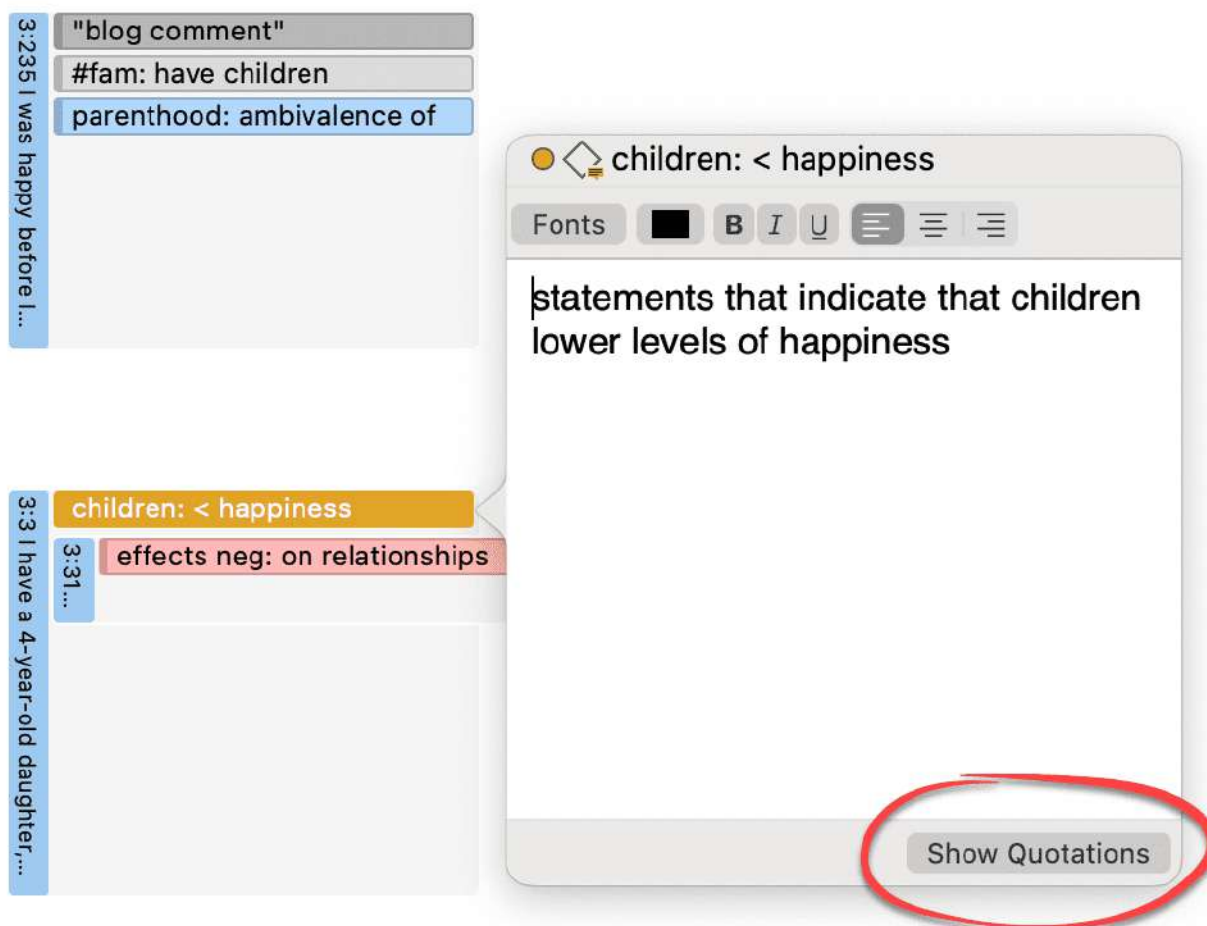 3:235 I was happy before I...
"blog comment"
#fam: have children
parenthood: ambivalence of
children: < happiness
Fonts B I U
statements that indicate that children
lower levels of happiness
3:3 I have a 4-year-old daughter,...
children: < happiness
3:31...
effects neg: on relationships
Show Quotations